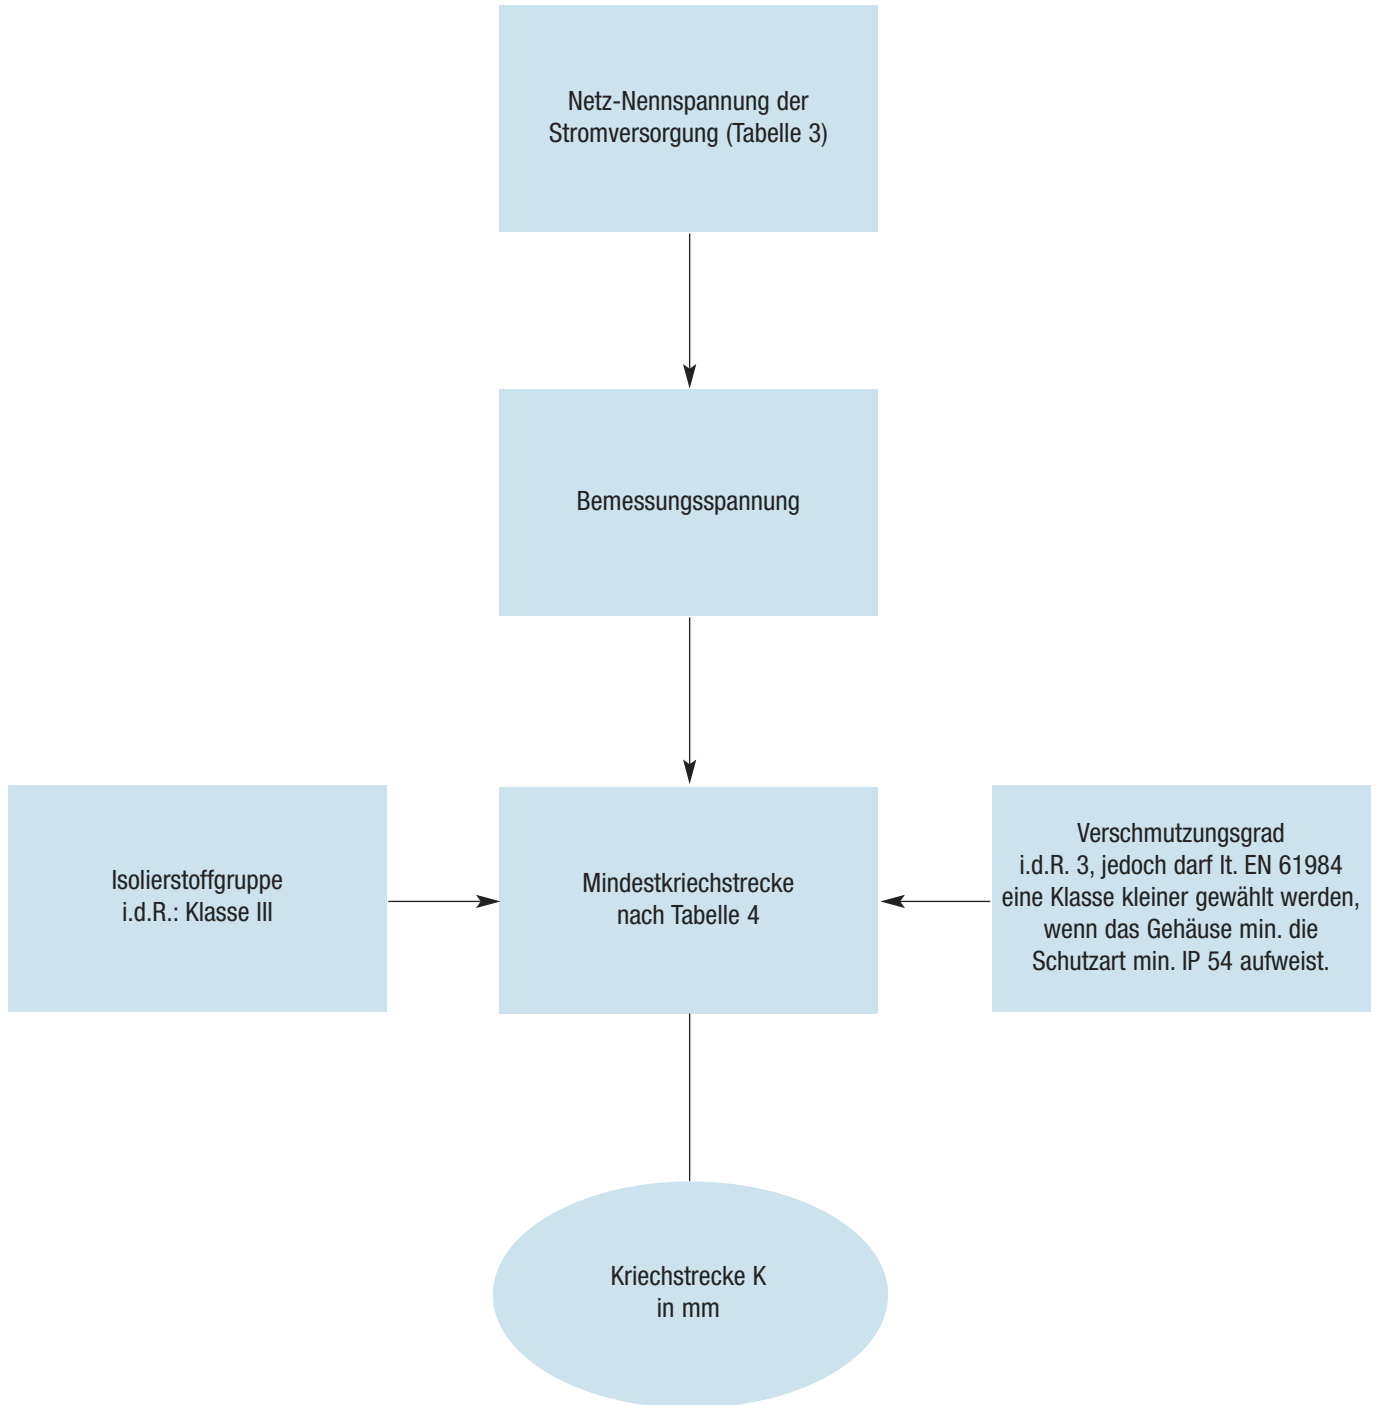 Netz-Nennspannung der
Stromversorgung (Tabelle 3)
Bemessungsspannung
Isolierstoffgruppe
i.d.R.: Klasse III
Mindestkriechstrecke
nach Tabelle 4
Verschmutzungsgrad
i.d.R. 3, jedoch darf lt. EN 61984
eine Klasse kleiner gewählt werden,
wenn das Gehäuse min. die
Schutzart min. IP 54 aufweist.
Kriechstrecke K
in mm